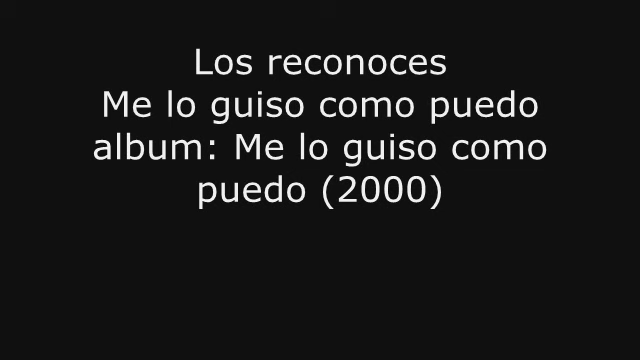 Los reconoces
Me lo guiso como puedo
album: Me lo guiso como
puedo (2000)